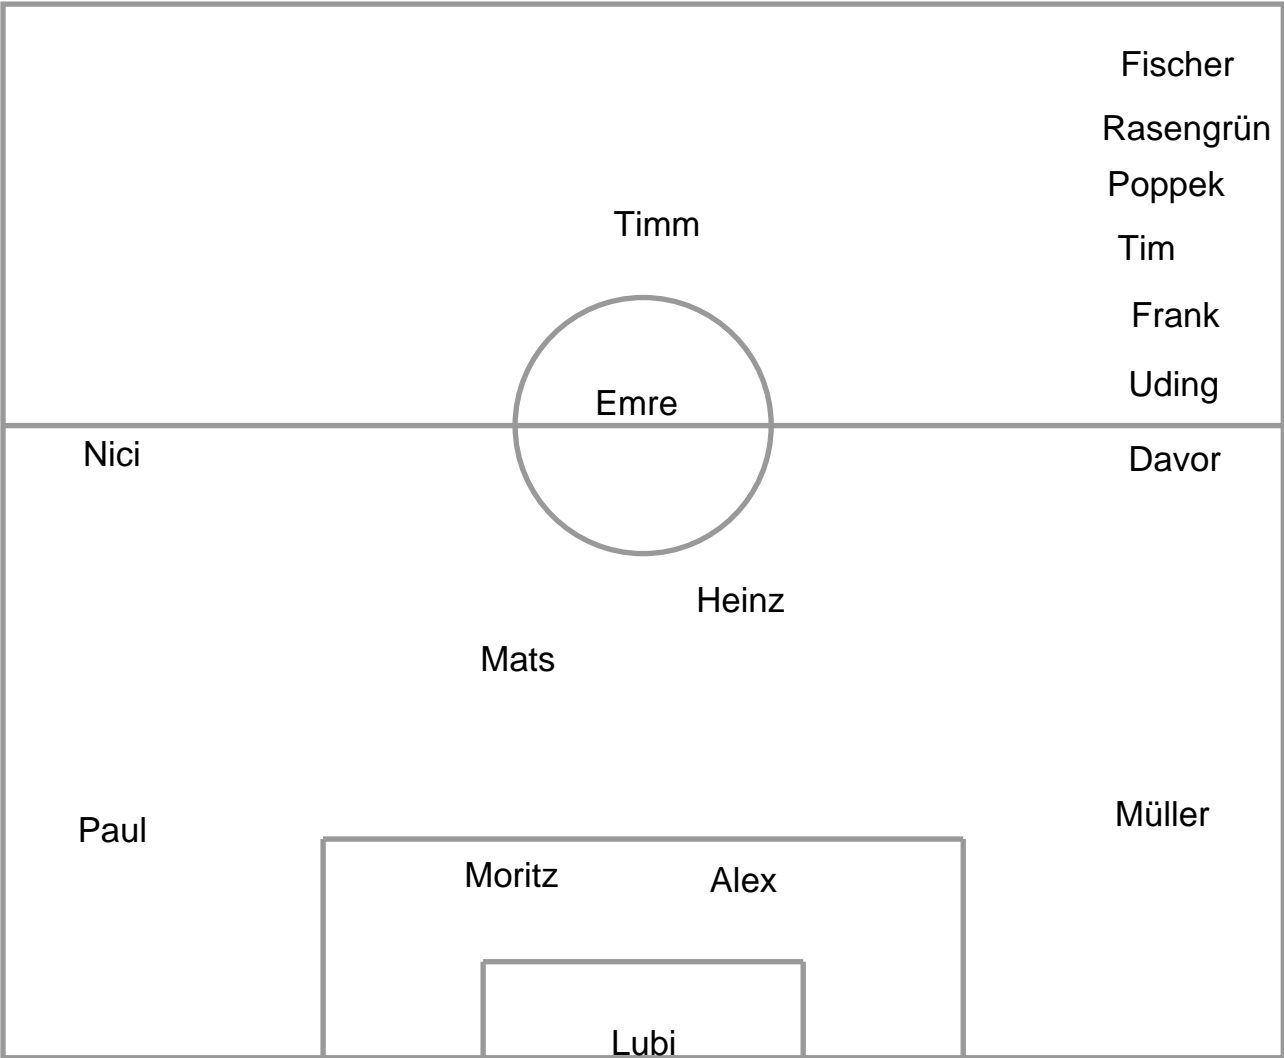 Fischer
Rasengrün
Poppek
Timm
Tim
Frank
Uding
Emre
Nici
Davor
Heinz
Mats
Müller
Paul
Moritz
Alex
Lubi